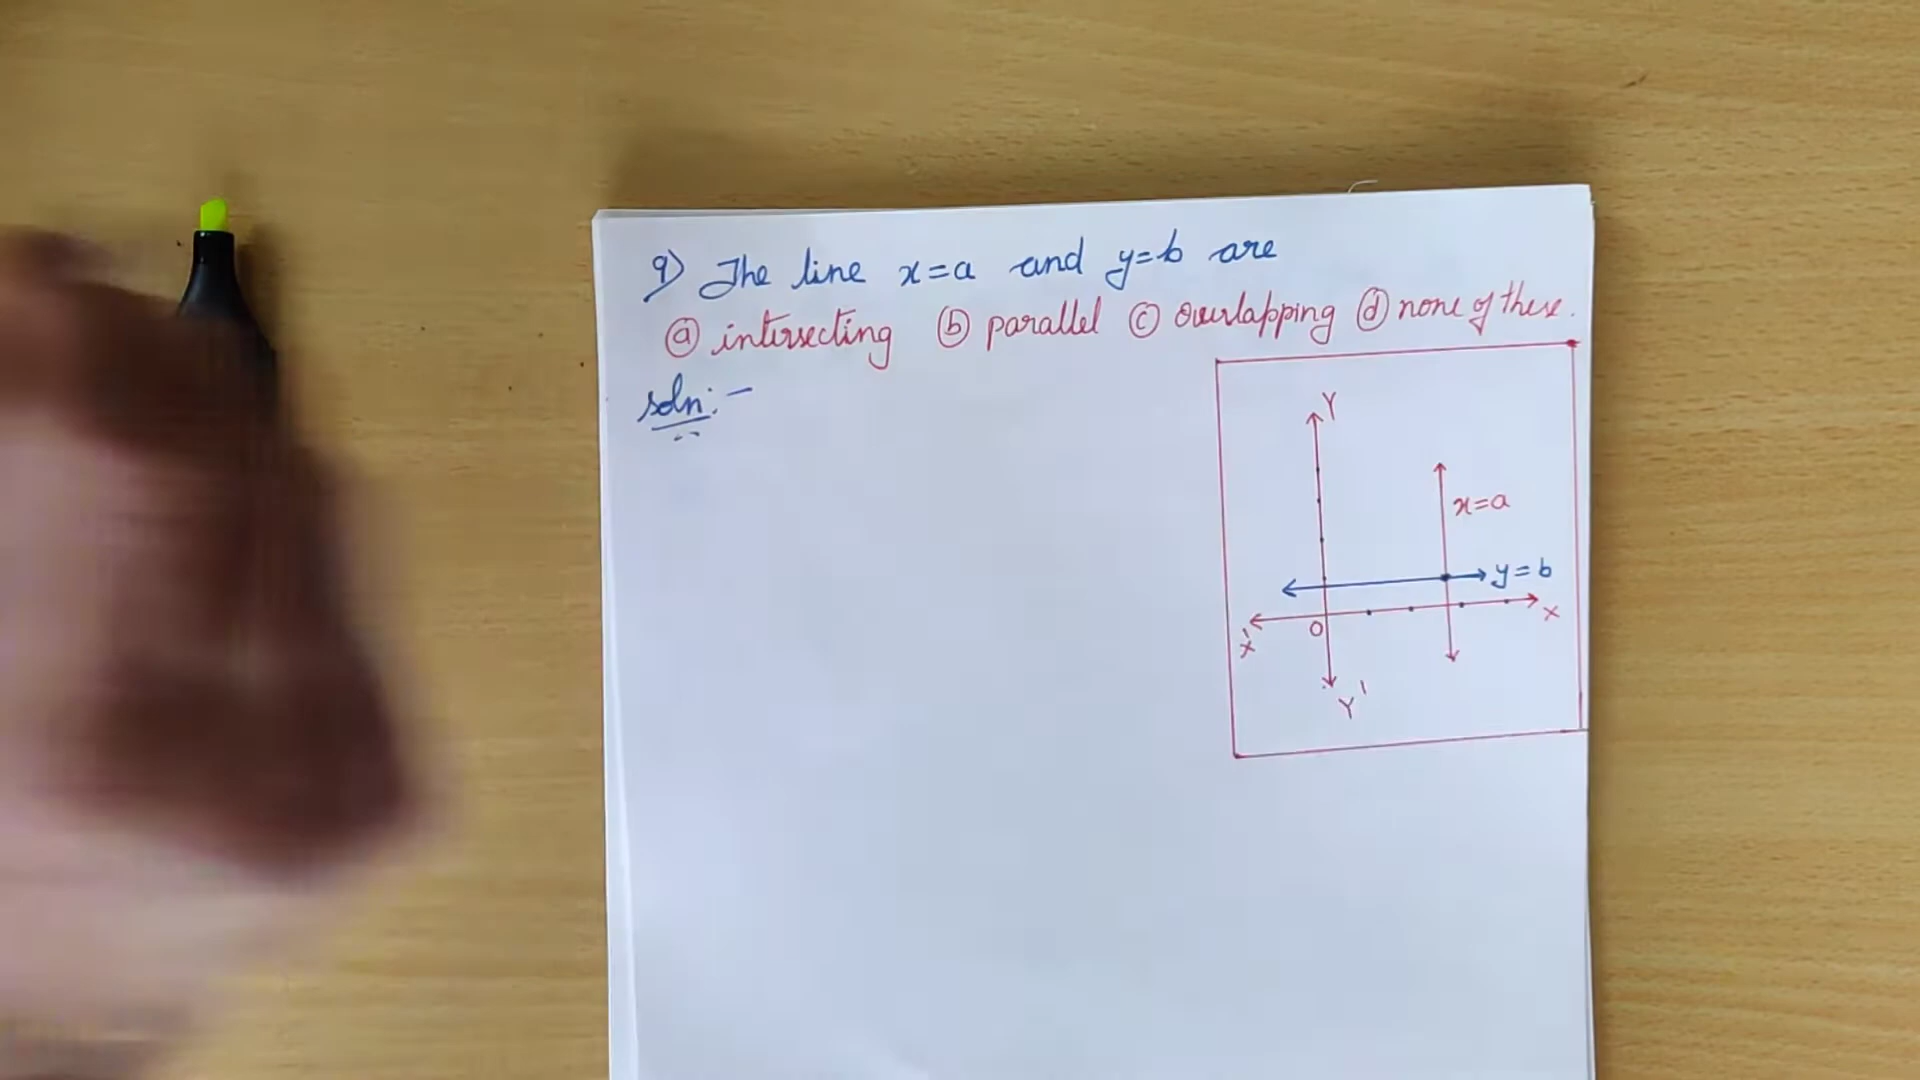 9) The line x=a and y=b are
ⓐ intersecting ⓑ parallel ⓒ overlapping ⓓ none of these.
soln:-
Y
x=a
y=b
X' O X
Y'